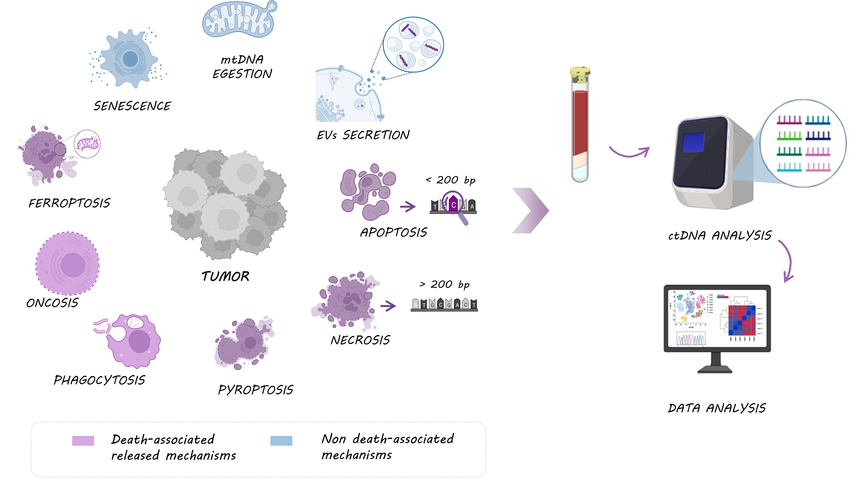 mtDNA
EGESTION
SENESCENCE
EVs SECRETION
FERROPTOSIS
< 200 bp
T C A
APOPTOSIS
ctDNA ANALYSIS
TUMOR
ONCOSIS
> 200 bp
NECROSIS
PHAGOCYTOSIS
PYROPTOSIS
DATA ANALYSIS
Death-associated
released mechanisms
Non death-associated
mechanisms